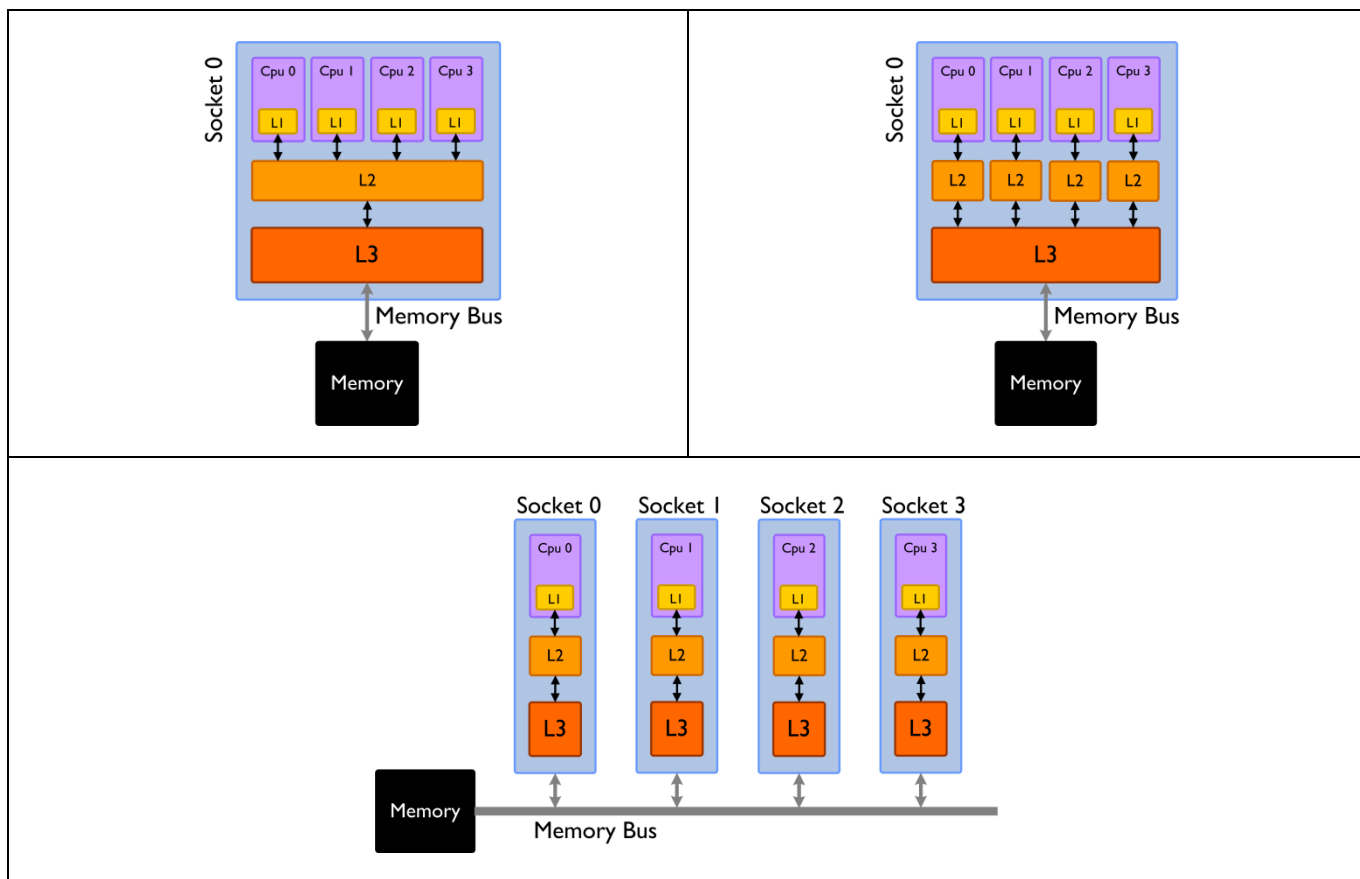 Socket 0
Cpu 0 Cpu 1 Cpu 2 Cpu 3
L1 L1 L1 L1
L2
L3
Memory Bus
Memory
Socket 0
Cpu 0 Cpu 1 Cpu 2 Cpu 3
L1 L1 L1 L1
L2 L2 L2 L2
L3
Memory Bus
Memory
Socket 0 Socket 1 Socket 2 Socket 3
Cpu 0 Cpu 1 Cpu 2 Cpu 3
L1 L1 L1 L1
L2 L2 L2 L2
L3 L3 L3 L3
Memory
Memory Bus